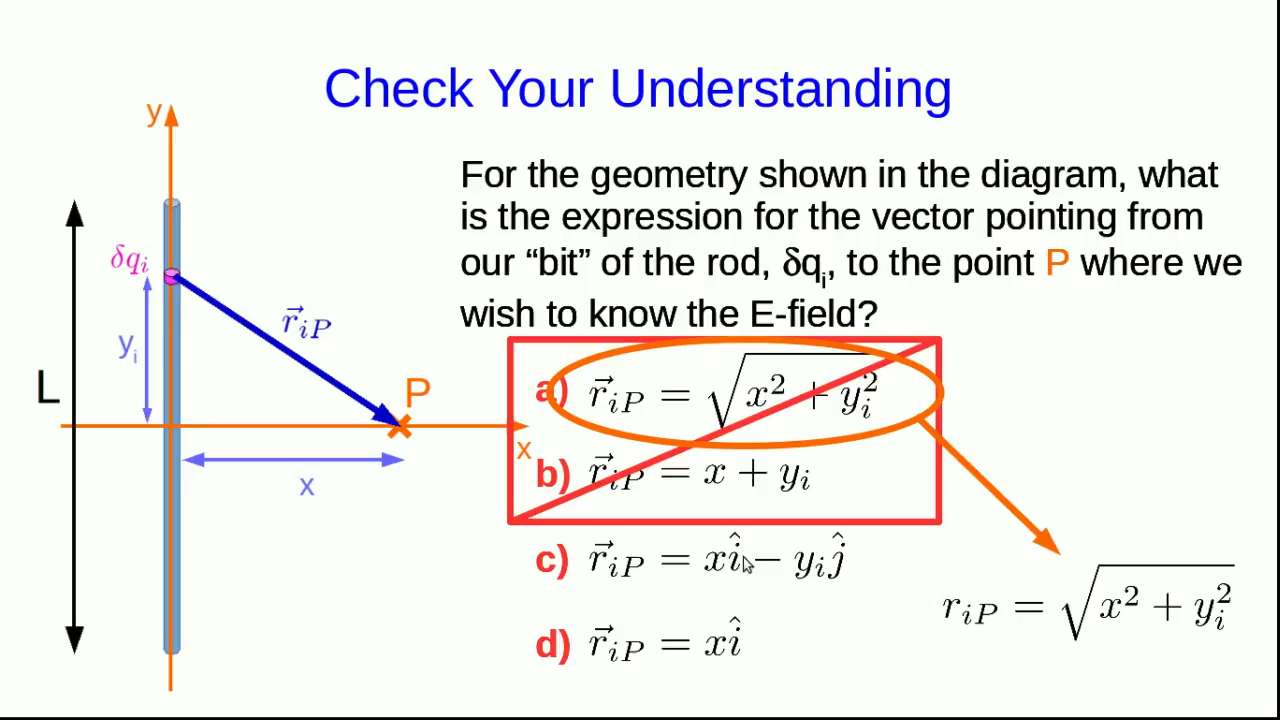 Check Your Understanding
y
For the geometry shown in the diagram, what
is the expression for the vector pointing from
our “bit” of the rod, δqᵢ, to the point P where we
wish to know the E-field?
δqᵢ
yᵢ
r⃗ᵢP
L
P
x
x
a) r⃗ᵢP = √(x² + yᵢ²)
b) r⃗ᵢP = x + yᵢ
c) r⃗ᵢP = xî − yᵢĵ
d) r⃗ᵢP = xî
rᵢP = √(x² + yᵢ²)